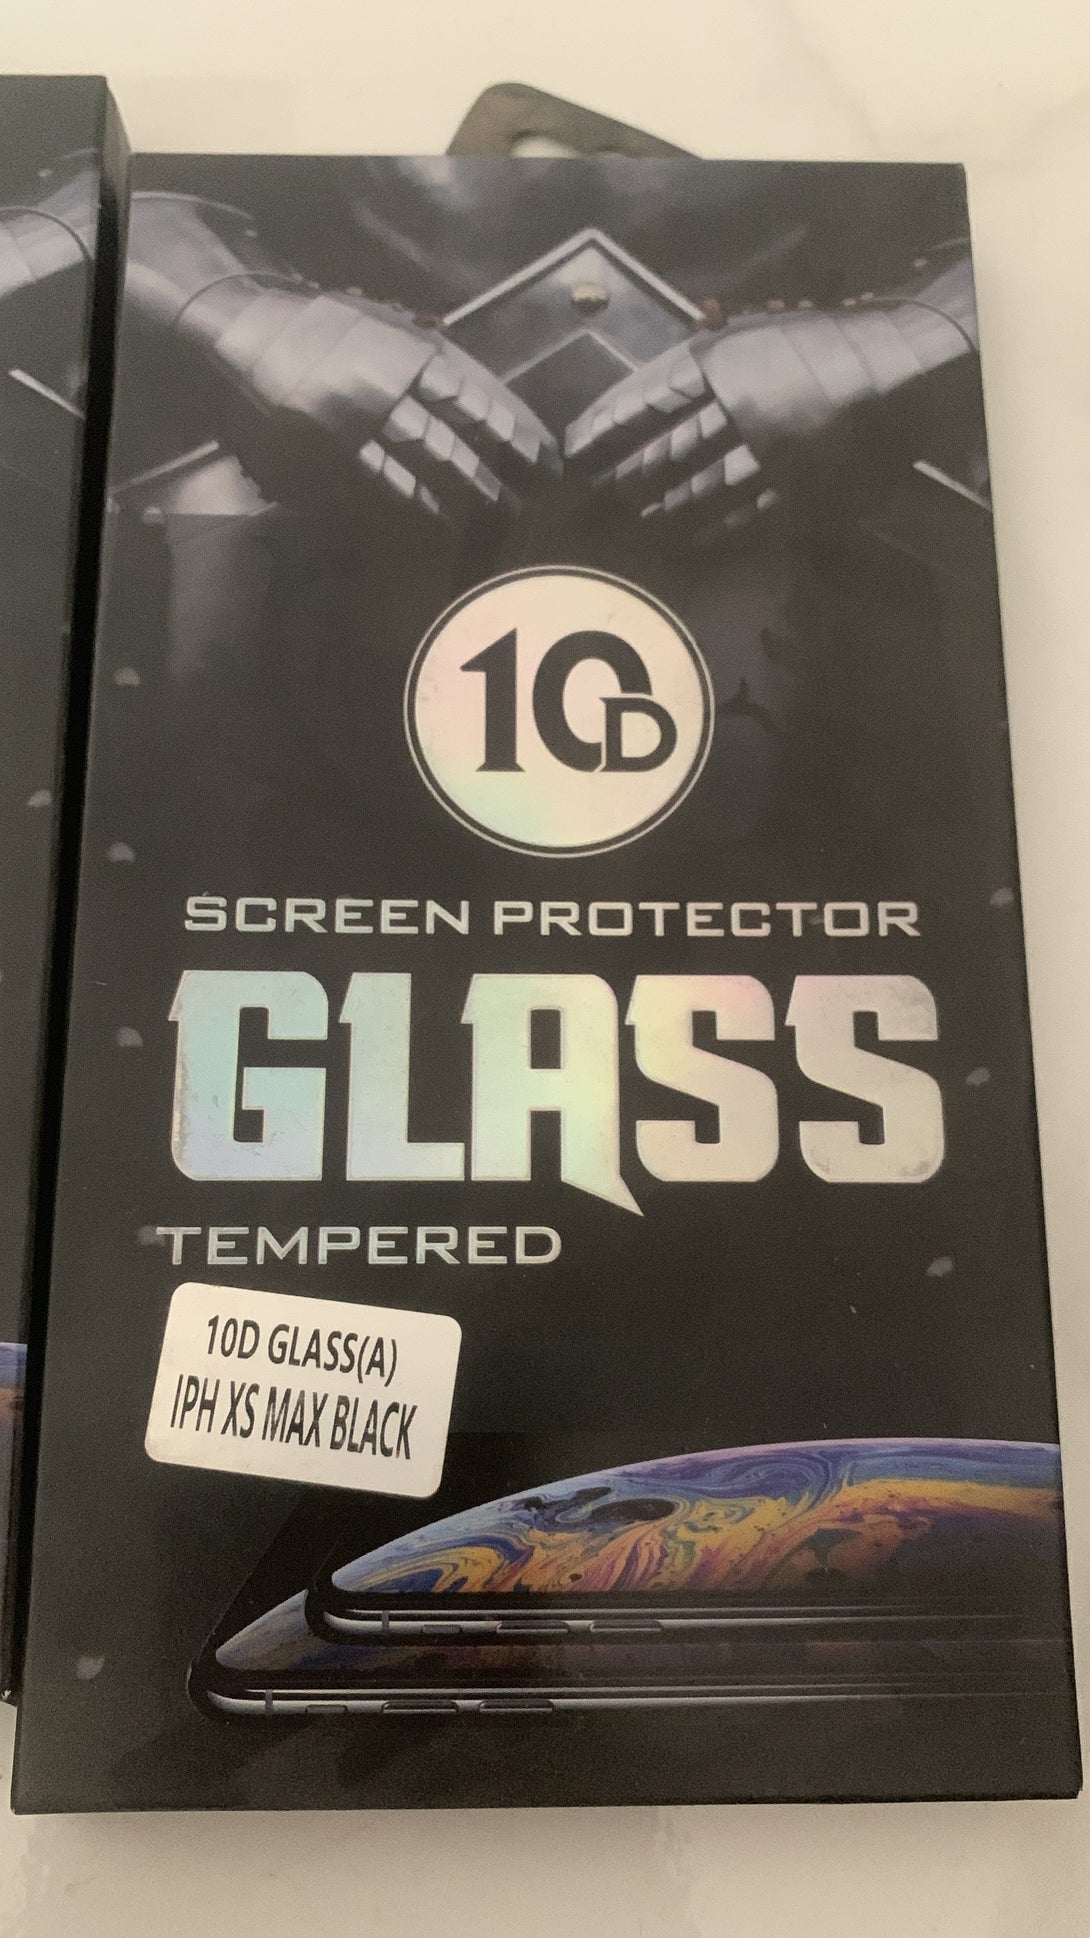 10D
SCREEN PROTECTOR
GLASS
TEMPERED
10D GLASS(A)
IPH XS MAX BLACK